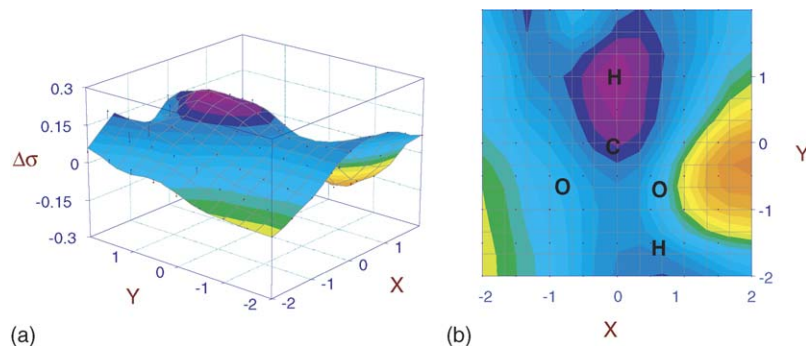 0.3
0.15
Δσ 0
-0.15
-0.3
1 0 -1 -2
Y
-2 -1 0 1
X
(a)
H
C
O O
H
1
0
Y
-1
-2
-2 -1 0 1 2
X
(b)